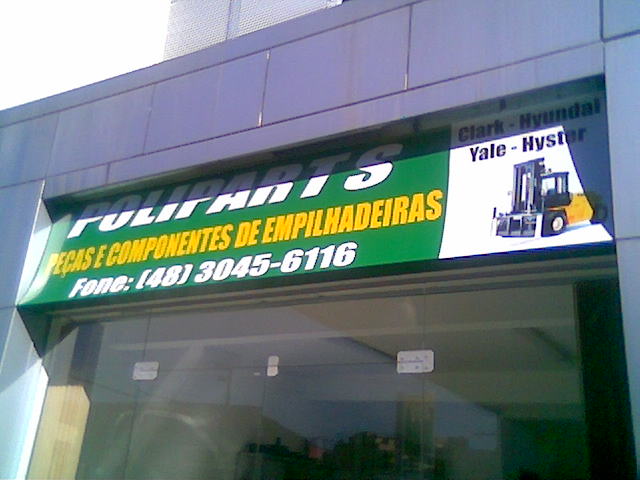 POLIPARTS
PEÇAS E COMPONENTES DE EMPILHADEIRAS
Fone: (48) 3045-6116
Clark - Hyundai
Yale - Hyster